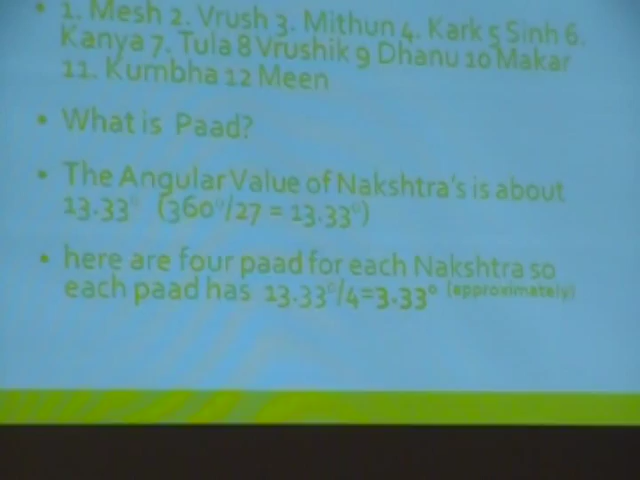 • 1. Mesh 2. Vrush 3. Mithun 4. Kark 5 Sinh 6.
Kanya 7. Tula 8 Vrushik 9 Dhanu 10 Makar
11. Kumbha 12 Meen
• What is Paad?
• The Angular Value of Nakshtra's is about
13.33° (360°/27 = 13.33°)
• here are four paad for each Nakshtra so
each paad has 13.33°/4=3.33° (approximately)